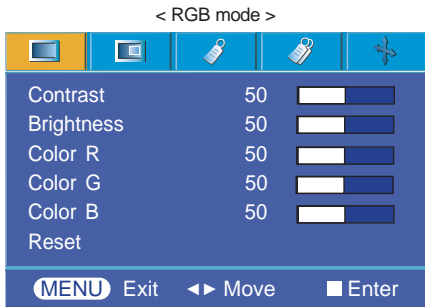 < RGB mode >
Contrast 50
Brightness 50
Color R 50
Color G 50
Color B 50
Reset
MENU Exit ◄► Move ■ Enter